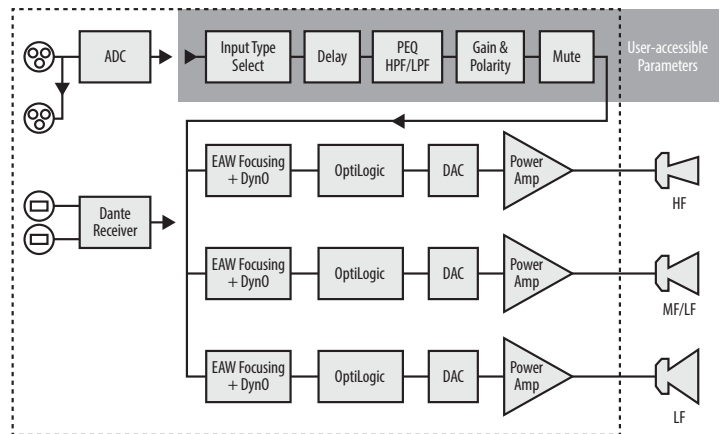 ADC
Input Type
Select
Delay
PEQ
HPF/LPF
Gain &
Polarity
Mute
User-accessible
Parameters
EAW Focusing
+ DynO
OptiLogic
DAC
Power
Amp
HF
Dante
Receiver
EAW Focusing
+ DynO
OptiLogic
DAC
Power
Amp
MF/LF
EAW Focusing
+ DynO
OptiLogic
DAC
Power
Amp
LF